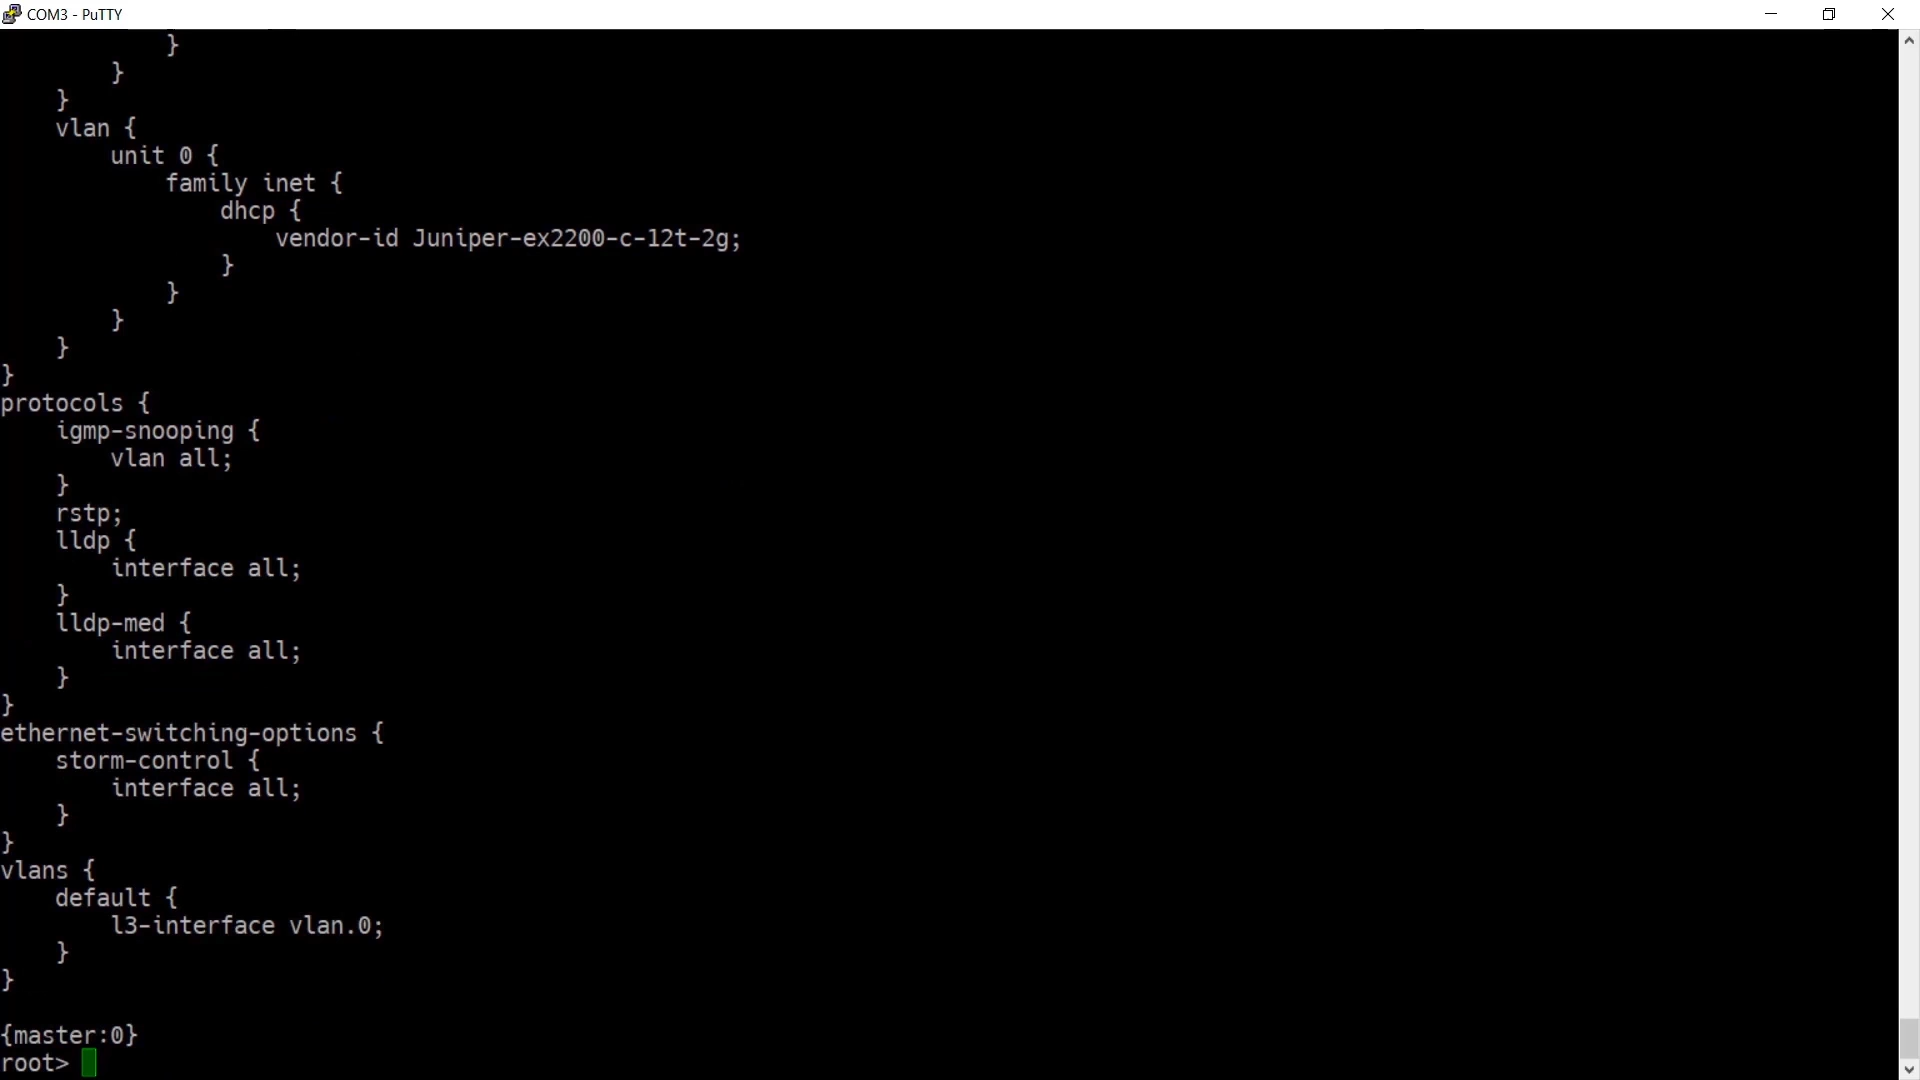 COM3 - PuTTY
            }
        }
    }
    vlan {
        unit 0 {
            family inet {
                dhcp {
                    vendor-id Juniper-ex2200-c-12t-2g;
                }
            }
        }
    }
}
protocols {
    igmp-snooping {
        vlan all;
    }
    rstp;
    lldp {
        interface all;
    }
    lldp-med {
        interface all;
    }
}
ethernet-switching-options {
    storm-control {
        interface all;
    }
}
vlans {
    default {
        l3-interface vlan.0;
    }
}

{master:0}
root>